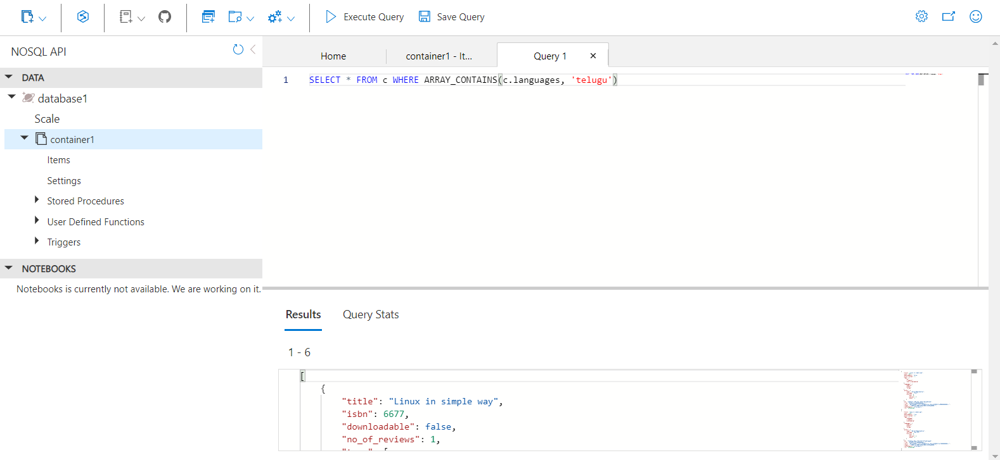 Execute Query
Save Query
NOSQL API
Home
container1 - It...
Query 1
DATA
1 SELECT * FROM c WHERE ARRAY_CONTAINS(c.languages, 'telugu')
database1
Scale
container1
Items
Settings
Stored Procedures
User Defined Functions
Triggers
NOTEBOOKS
Notebooks is currently not available. We are working on it.
Results
Query Stats
1 - 6
[
{
"title": "Linux in simple way",
"isbn": 6677,
"downloadable": false,
"no_of_reviews": 1,